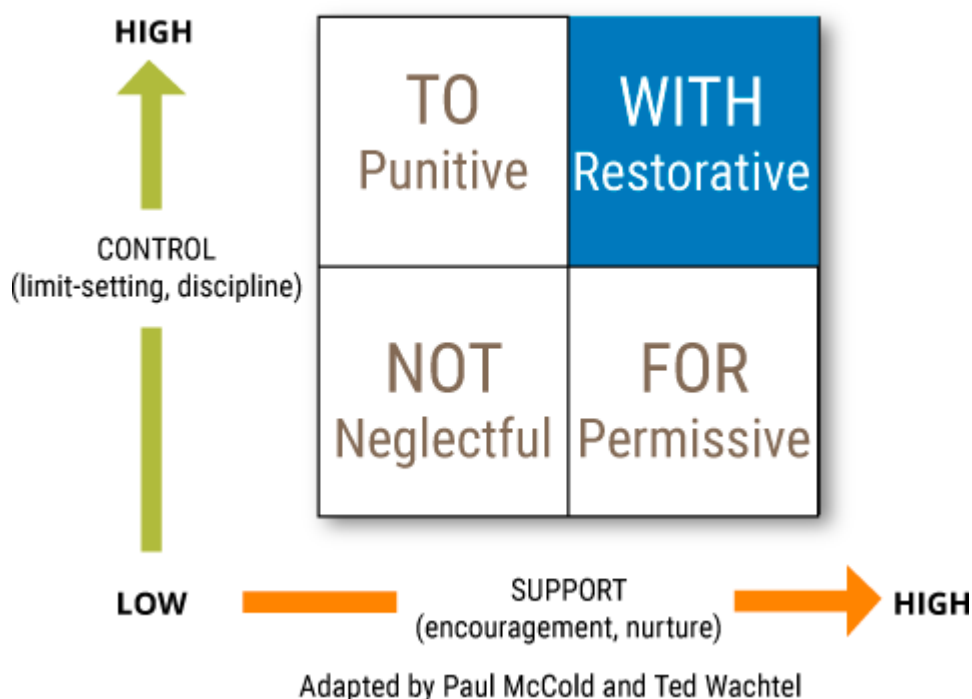 HIGH
TO
Punitive
WITH
Restorative
CONTROL
(limit-setting, discipline)
NOT
Neglectful
FOR
Permissive
LOW
SUPPORT
(encouragement, nurture)
HIGH
Adapted by Paul McCold and Ted Wachtel